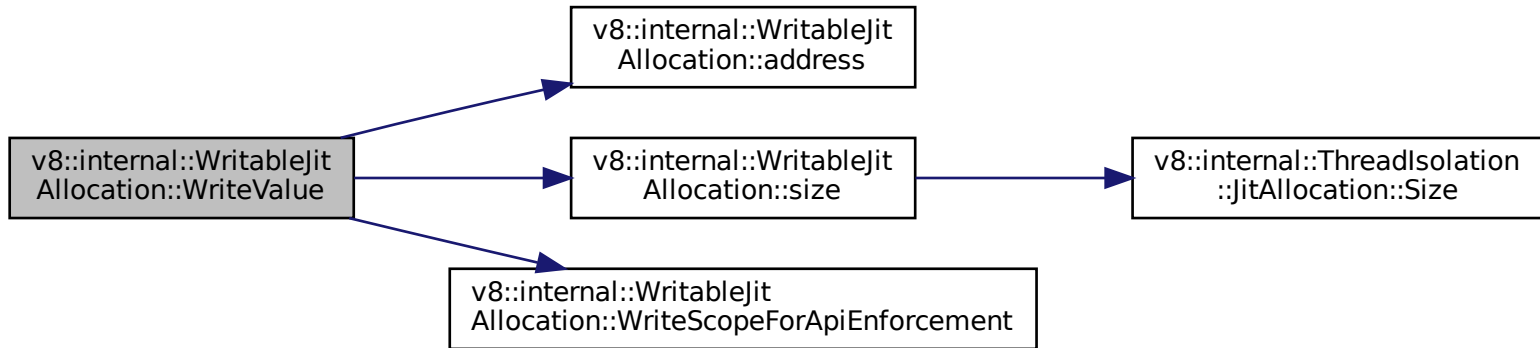 v8::internal::WritableJit
Allocation::WriteValue
v8::internal::WritableJit
Allocation::address
v8::internal::WritableJit
Allocation::size
v8::internal::ThreadIsolation
::JitAllocation::Size
v8::internal::WritableJit
Allocation::WriteScopeForApiEnforcement